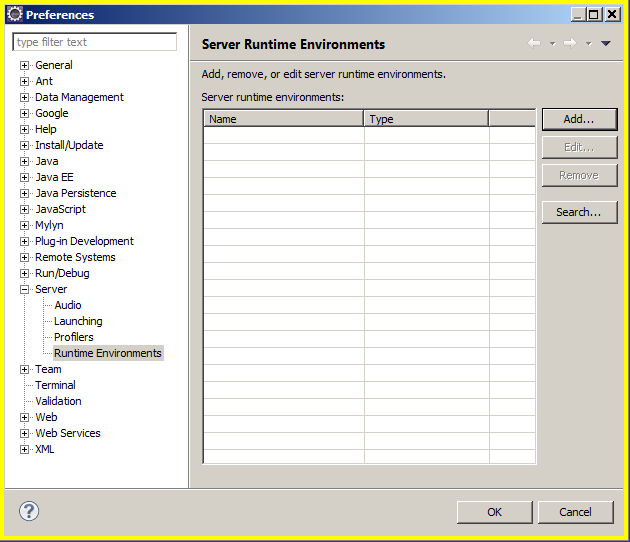 Preferences
type filter text
General
Ant
Data Management
Google
Help
Install/Update
Java
Java EE
Java Persistence
JavaScript
Mylyn
Plug-in Development
Remote Systems
Run/Debug
Server
Audio
Launching
Profilers
Runtime Environments
Team
Terminal
Validation
Web
Web Services
XML
Server Runtime Environments
Add, remove, or edit server runtime environments.
Server runtime environments:
Name Type
Add...
Edit...
Remove
Search...
?
OK Cancel